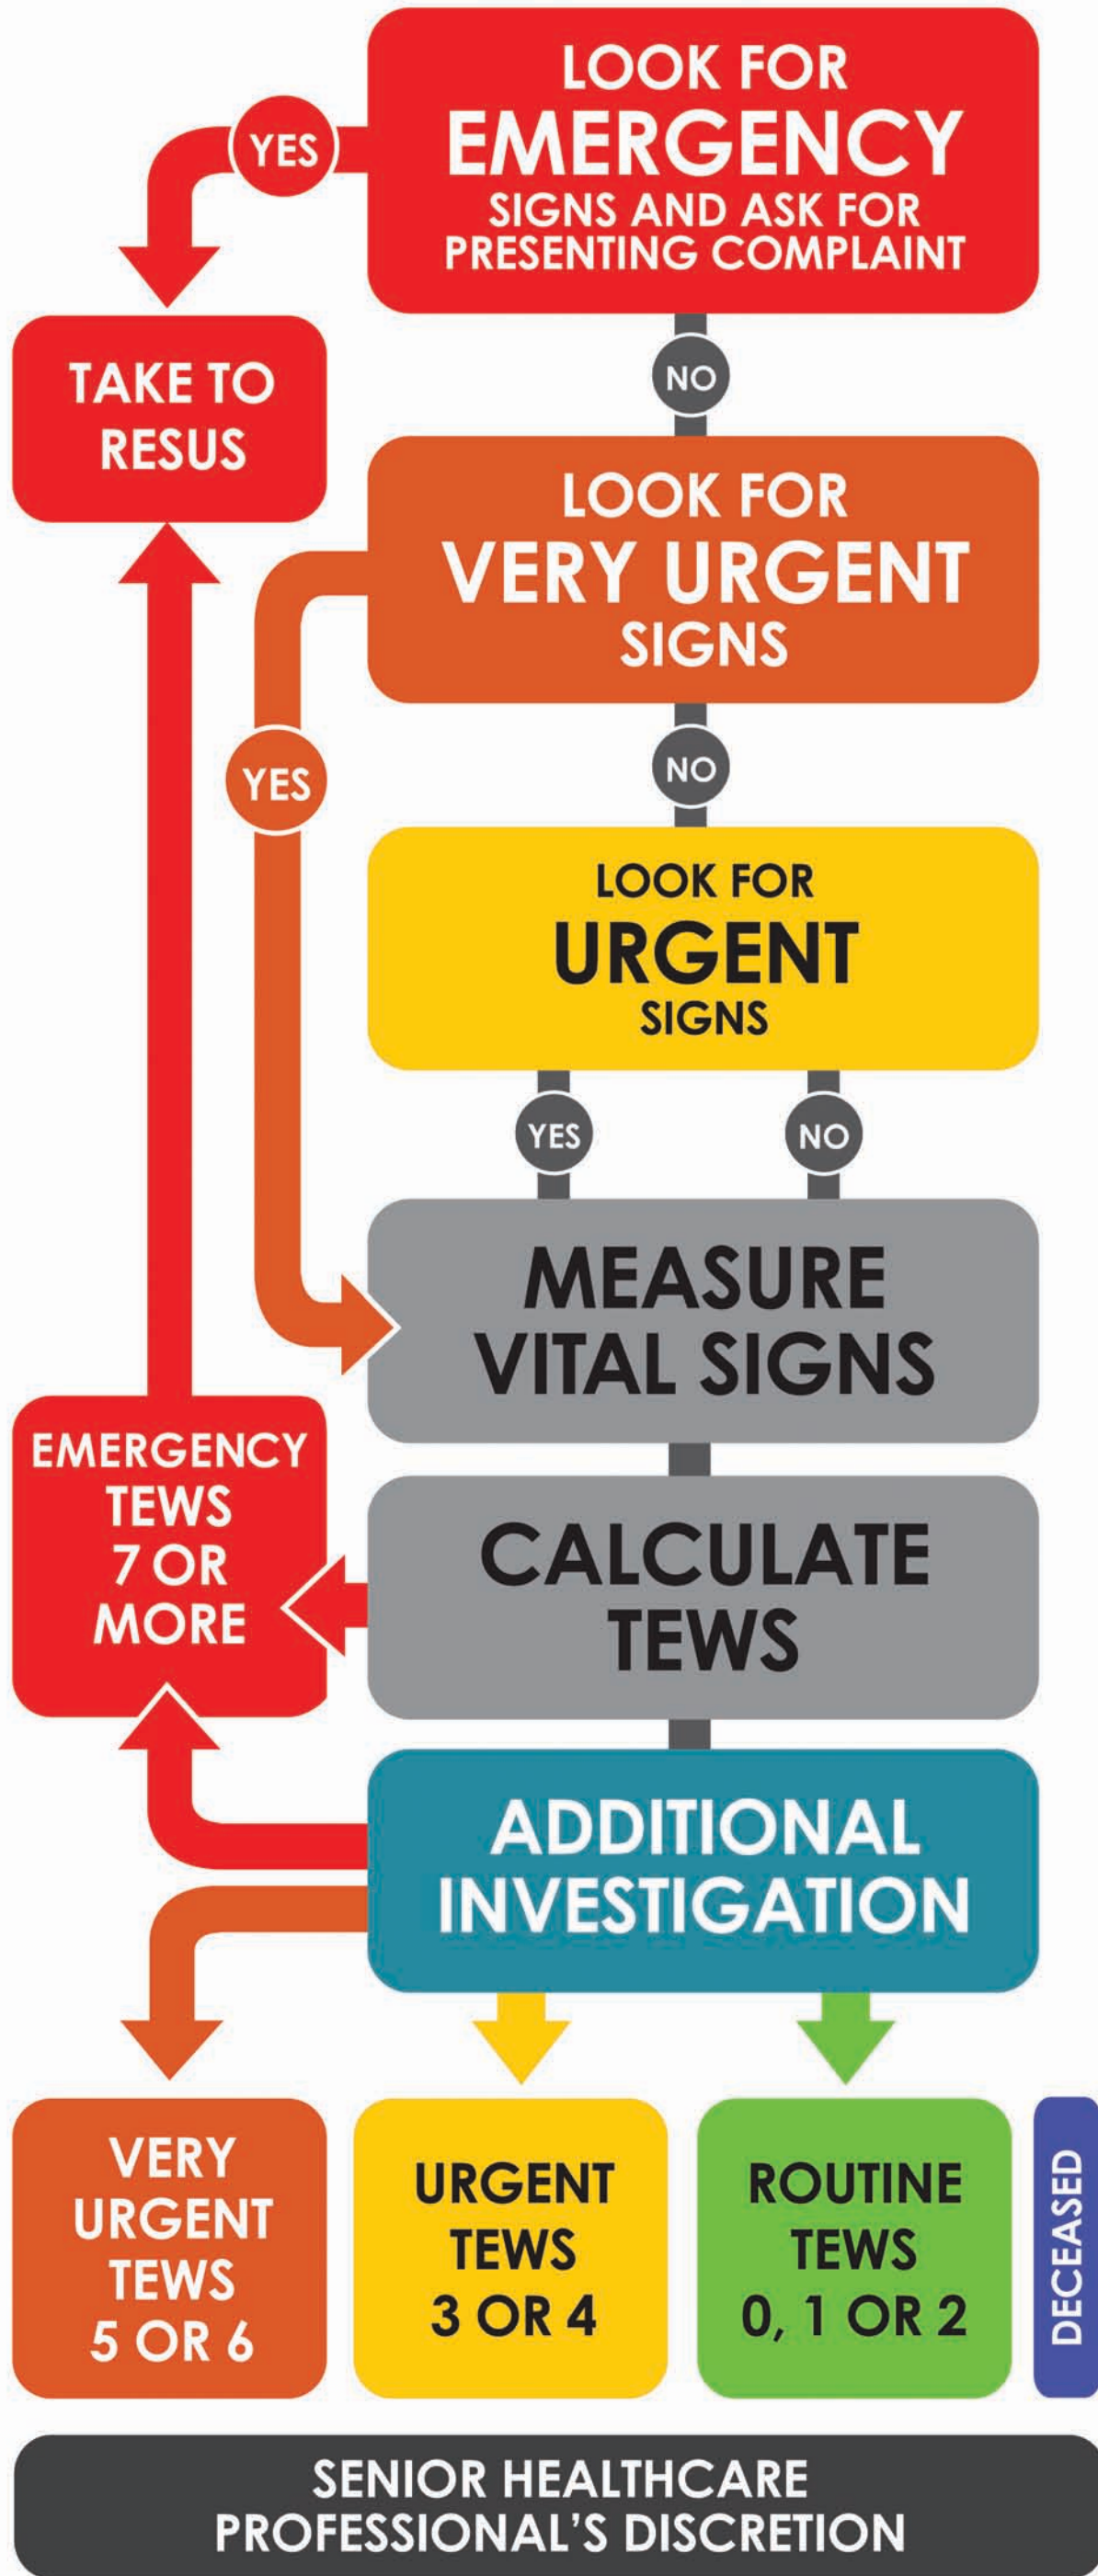 LOOK FOR
EMERGENCY
SIGNS AND ASK FOR
PRESENTING COMPLAINT
YES
NO
TAKE TO
RESUS
LOOK FOR
VERY URGENT
SIGNS
YES
NO
LOOK FOR
URGENT
SIGNS
YES
NO
MEASURE
VITAL SIGNS
EMERGENCY
TEWS
7 OR
MORE
CALCULATE
TEWS
ADDITIONAL
INVESTIGATION
VERY
URGENT
TEWS
5 OR 6
URGENT
TEWS
3 OR 4
ROUTINE
TEWS
0, 1 OR 2
DECEASED
SENIOR HEALTHCARE
PROFESSIONAL'S DISCRETION